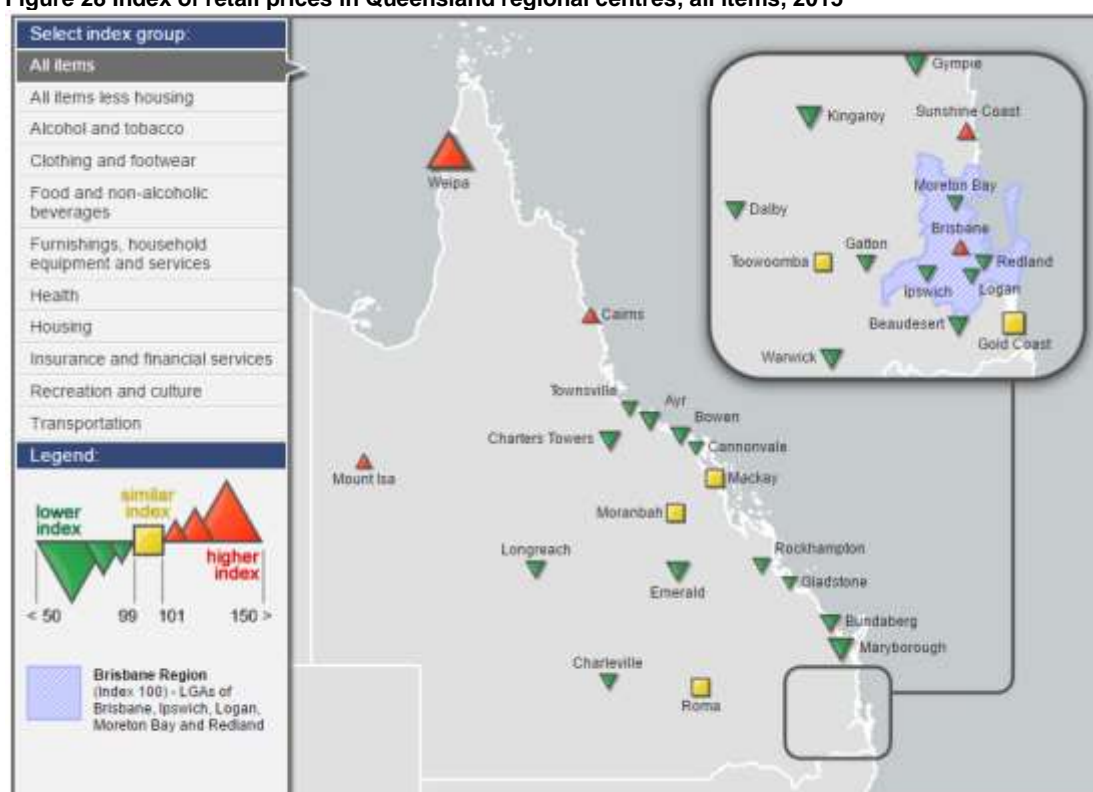 Figure 28 Index of retail prices in Queensland regional centres, all items, 2015
Select index group:
All items
All items less housing
Alcohol and tobacco
Clothing and footwear
Food and non-alcoholic
beverages
Furnishings, household
equipment and services
Health
Housing
Insurance and financial services
Recreation and culture
Transportation
Legend:
lower
index
similar
index
higher
index
< 50
99
101
150 >
Brisbane Region
(Index 100) - LGAs of
Brisbane, Ipswich, Logan,
Moreton Bay and Redland
Weipa
Cairns
Townsville
Ayr
Bowen
Charters Towers
Cannonvale
Mount Isa
Mackay
Moranbah
Longreach
Rockhampton
Emerald
Gladstone
Bundaberg
Maryborough
Charleville
Roma
Gympie
Kingaroy
Sunshine Coast
Moreton Bay
Dalby
Brisbane
Gatton
Toowoomba
Redland
Ipswich
Logan
Beaudesert
Gold Coast
Warwick